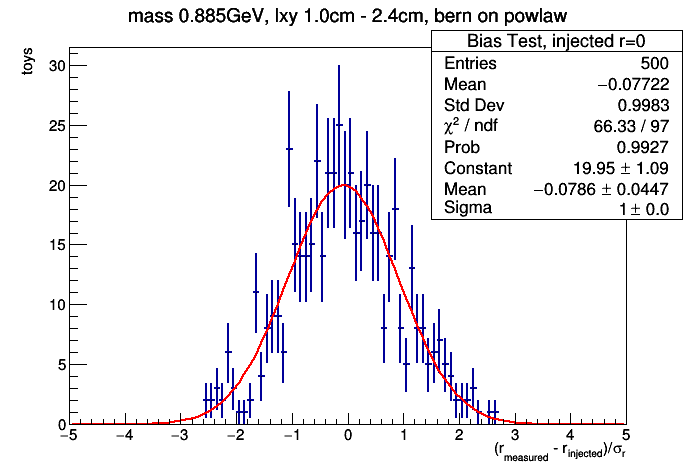 mass 0.885GeV, lxy 1.0cm - 2.4cm, bern on powlaw
Bias Test, injected r=0
Entries 500
Mean −0.07722
Std Dev 0.9983
χ² / ndf 66.33 / 97
Prob 0.9927
Constant 19.95 ± 1.09
Mean −0.0786 ± 0.0447
Sigma 1 ± 0.0
toys
30
25
20
15
10
5
0
−5 −4 −3 −2 −1 0 1 2 3 4 5
(r_measured - r_injected)/σ_r